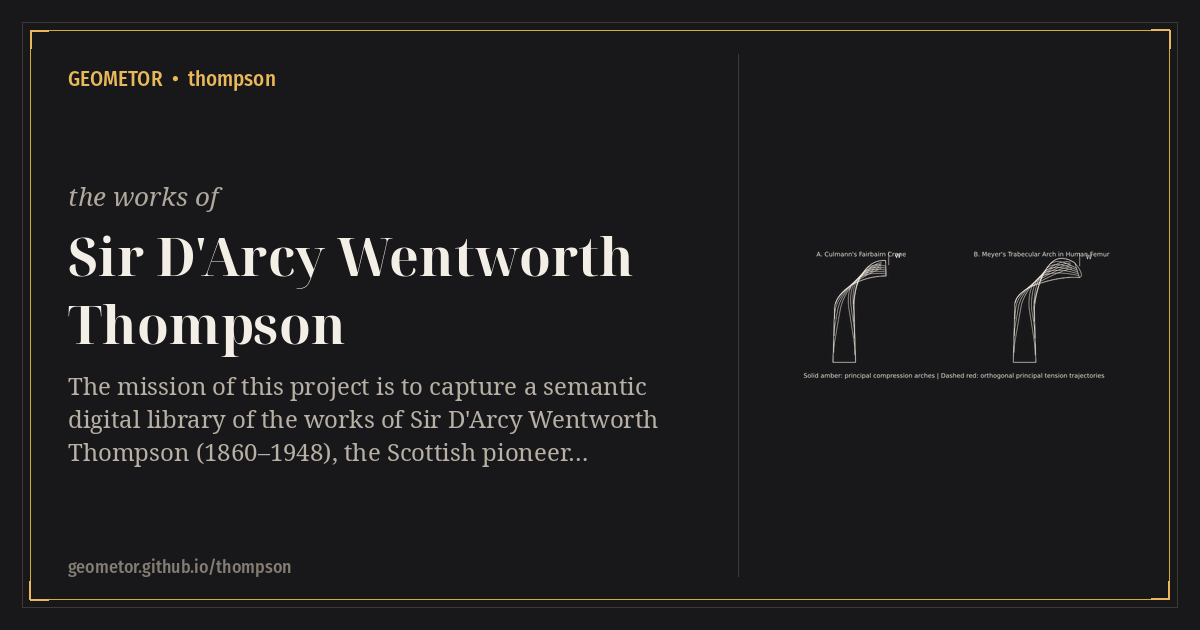 GEOMETOR • thompson
the works of
Sir D'Arcy Wentworth
Thompson
The mission of this project is to capture a semantic
digital library of the works of Sir D'Arcy Wentworth
Thompson (1860–1948), the Scottish pioneer...
geometor.github.io/thompson
A. Culmann's Fairbairn Crane
W
B. Meyer's Trabecular Arch in Human Femur
W
Solid amber: principal compression arches | Dashed red: orthogonal principal tension trajectories